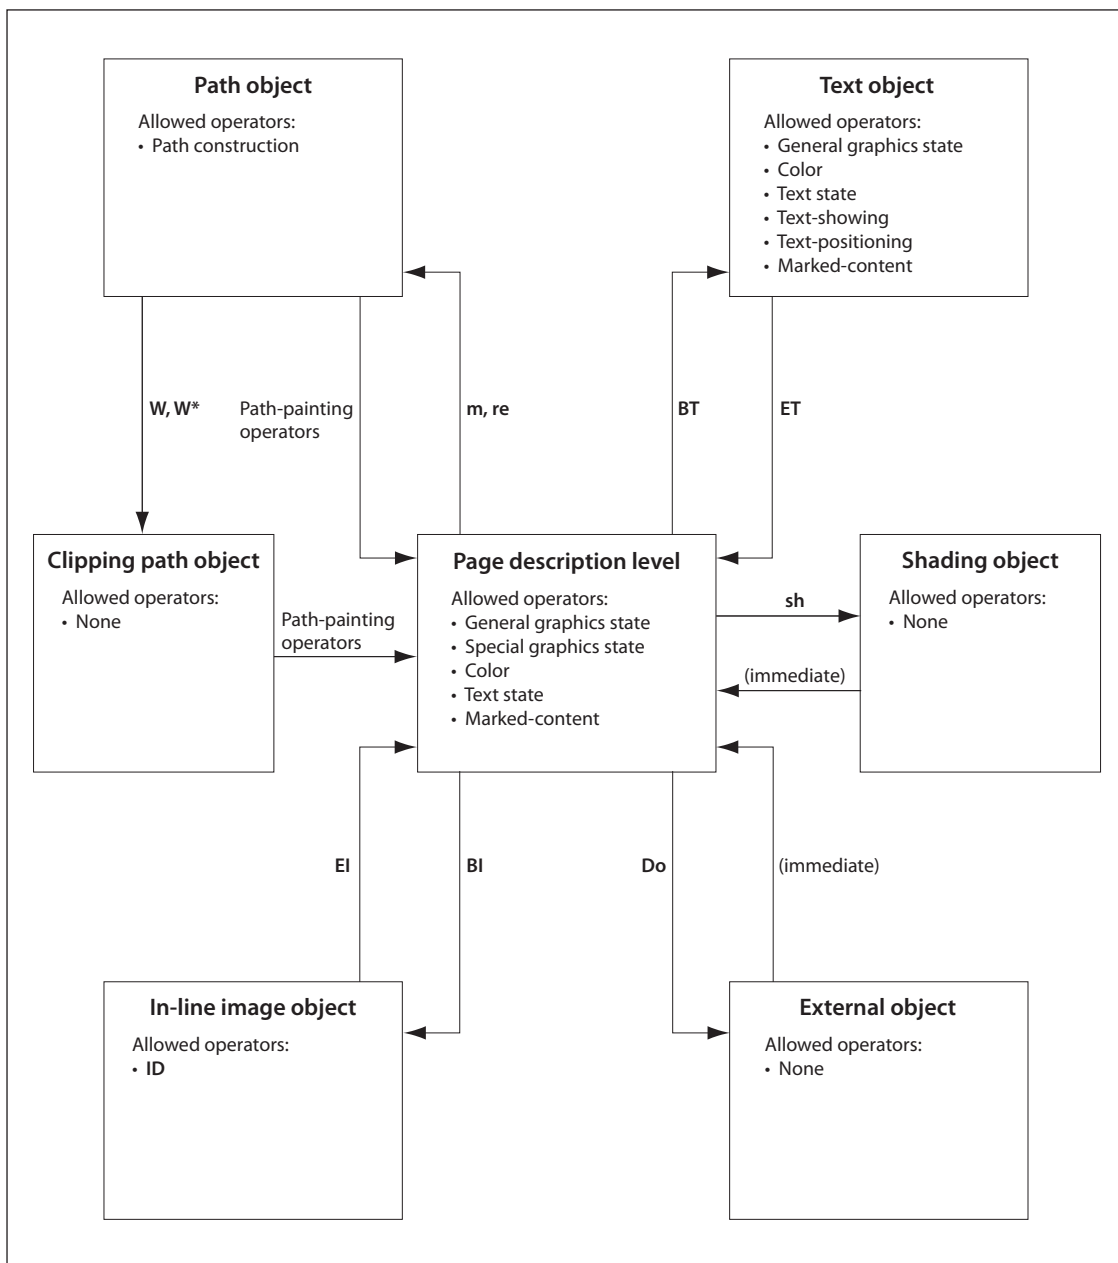 Path object
Allowed operators:
• Path construction
Text object
Allowed operators:
• General graphics state
• Color
• Text state
• Text-showing
• Text-positioning
• Marked-content
W, W*
Path-painting
operators
m, re
BT
ET
Clipping path object
Allowed operators:
• None
Path-painting
operators
Page description level
Allowed operators:
• General graphics state
• Special graphics state
• Color
• Text state
• Marked-content
sh
(immediate)
Shading object
Allowed operators:
• None
EI
BI
Do
(immediate)
In-line image object
Allowed operators:
• ID
External object
Allowed operators:
• None